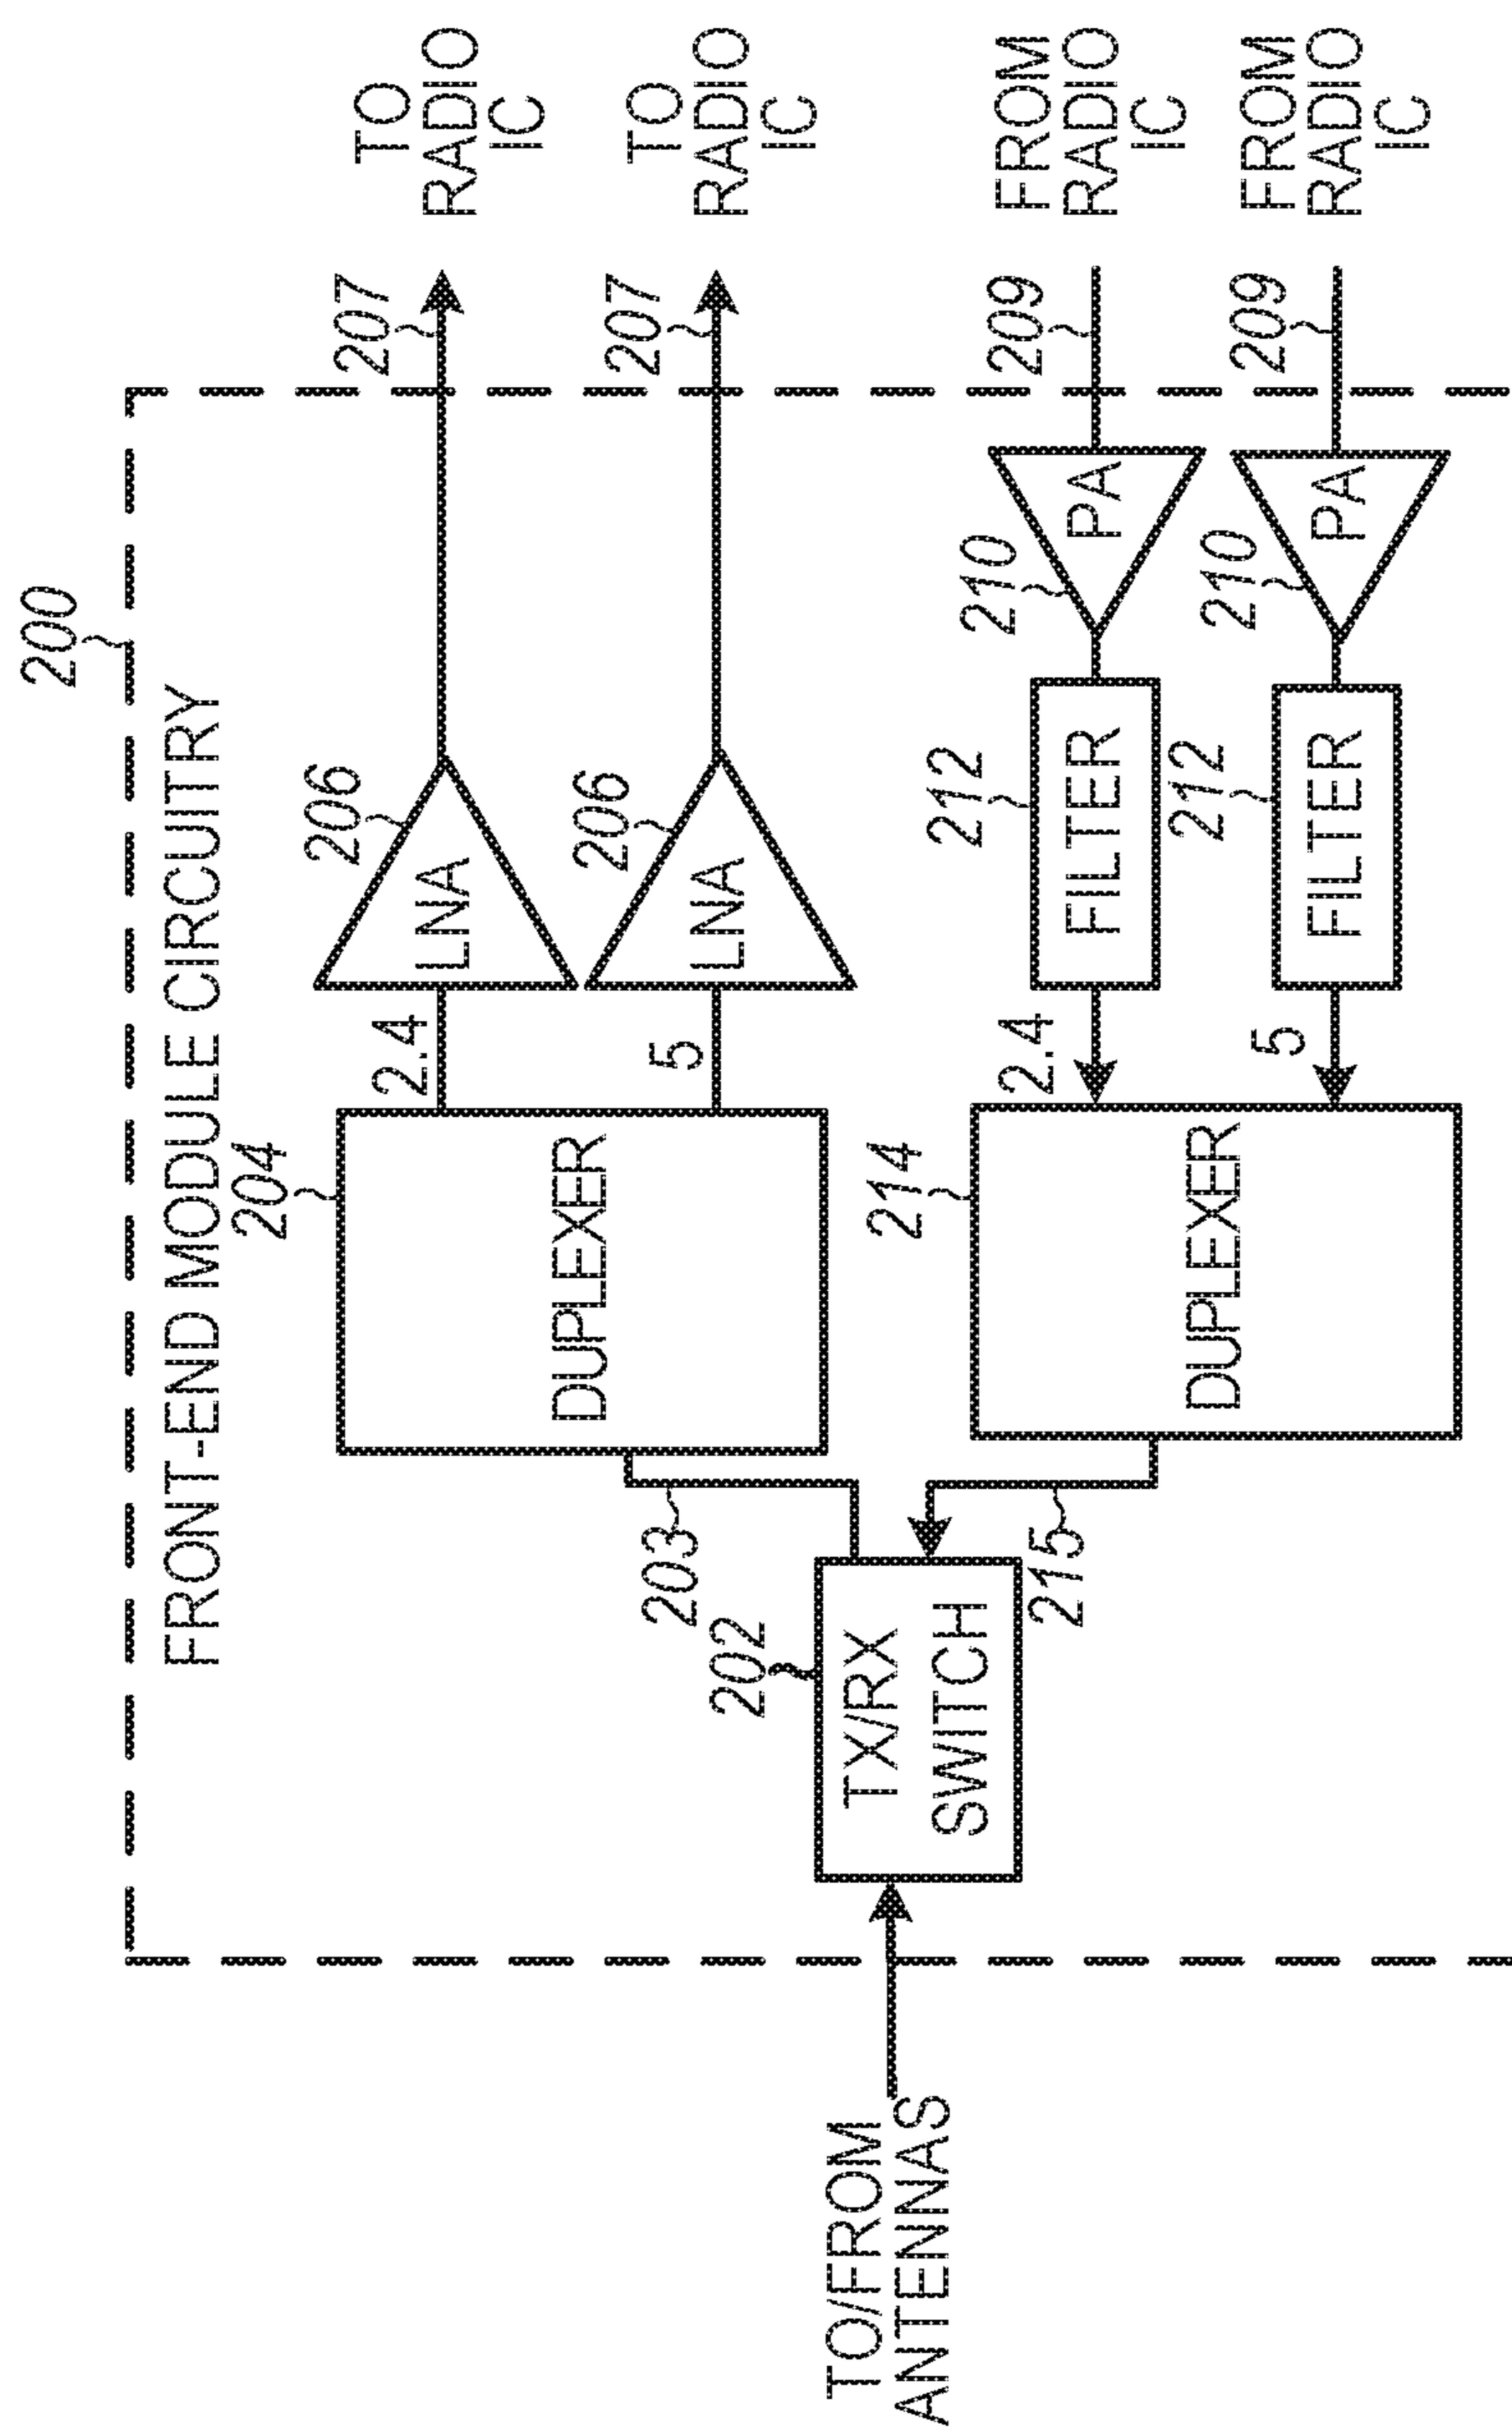 200
FRONT-END MODULE CIRCUITRY
204
DUPLEXER
2.4
5
206
LNA
206
LNA
207
207
TO
RADIO
IC
TO
RADIO
IC
203
202
TX/RX
SWITCH
TO/FROM
ANTENNAS
215
214
DUPLEXER
2.4
5
212
FILTER
212
FILTER
210
PA
210
PA
209
209
FROM
RADIO
IC
FROM
RADIO
IC